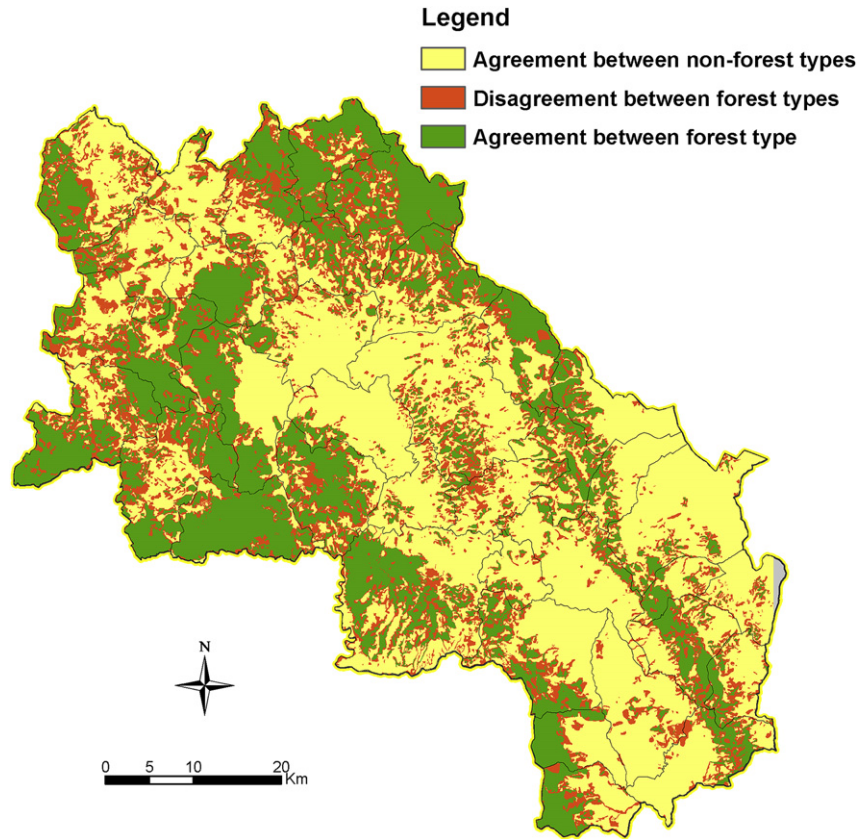 Legend
Agreement between non-forest types
Disagreement between forest types
Agreement between forest type
N
0 5 10 20
Km